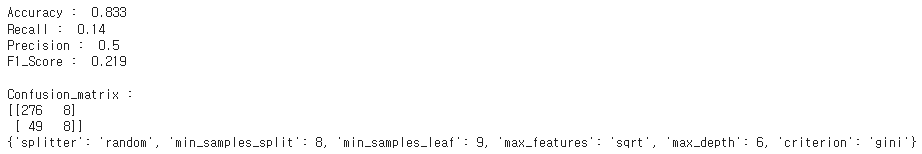 Accuracy :  0.833
Recall :  0.14
Precision :  0.5
F1_Score :  0.219

Confusion_matrix :
[[276   8]
 [ 49   8]]
{'splitter': 'random', 'min_samples_split': 8, 'min_samples_leaf': 9, 'max_features': 'sqrt', 'max_depth': 6, 'criterion': 'gini'}